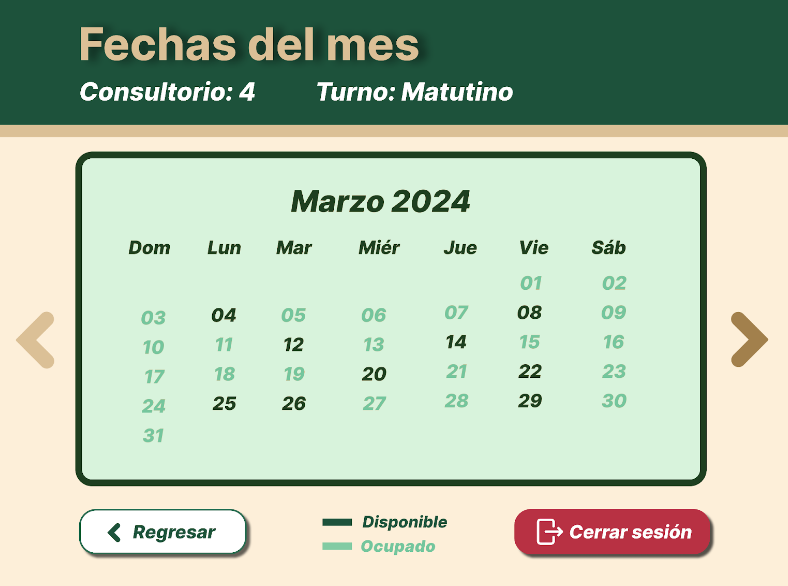 Fechas del mes
Consultorio: 4 Turno: Matutino
Marzo 2024
Dom Lun Mar Miér Jue Vie Sáb
01 02
03 04 05 06 07 08 09
10 11 12 13 14 15 16
17 18 19 20 21 22 23
24 25 26 27 28 29 30
31
Regresar
Disponible
Ocupado
Cerrar sesión